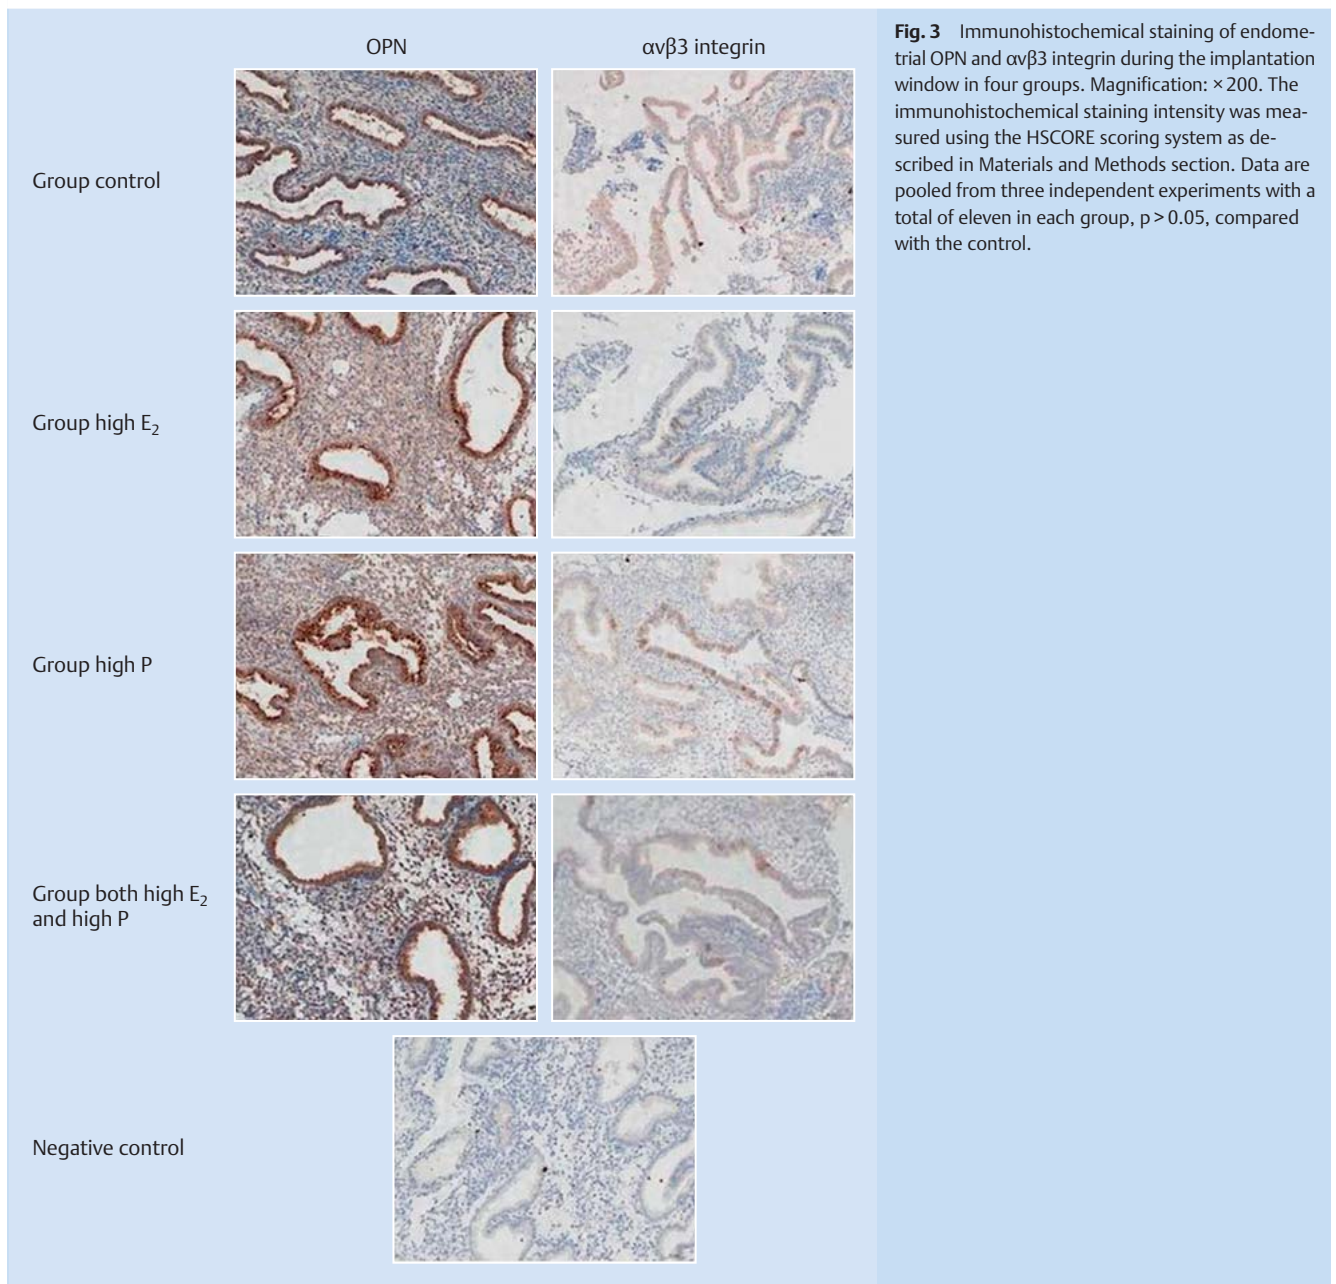 OPN
αvβ3 integrin
Group control
Group high E₂
Group high P
Group both high E₂
and high P
Negative control
Fig. 3 Immunohistochemical staining of endome-
trial OPN and αvβ3 integrin during the implantation
window in four groups. Magnification: × 200. The
immunohistochemical staining intensity was mea-
sured using the HSCORE scoring system as de-
scribed in Materials and Methods section. Data are
pooled from three independent experiments with a
total of eleven in each group, p > 0.05, compared
with the control.